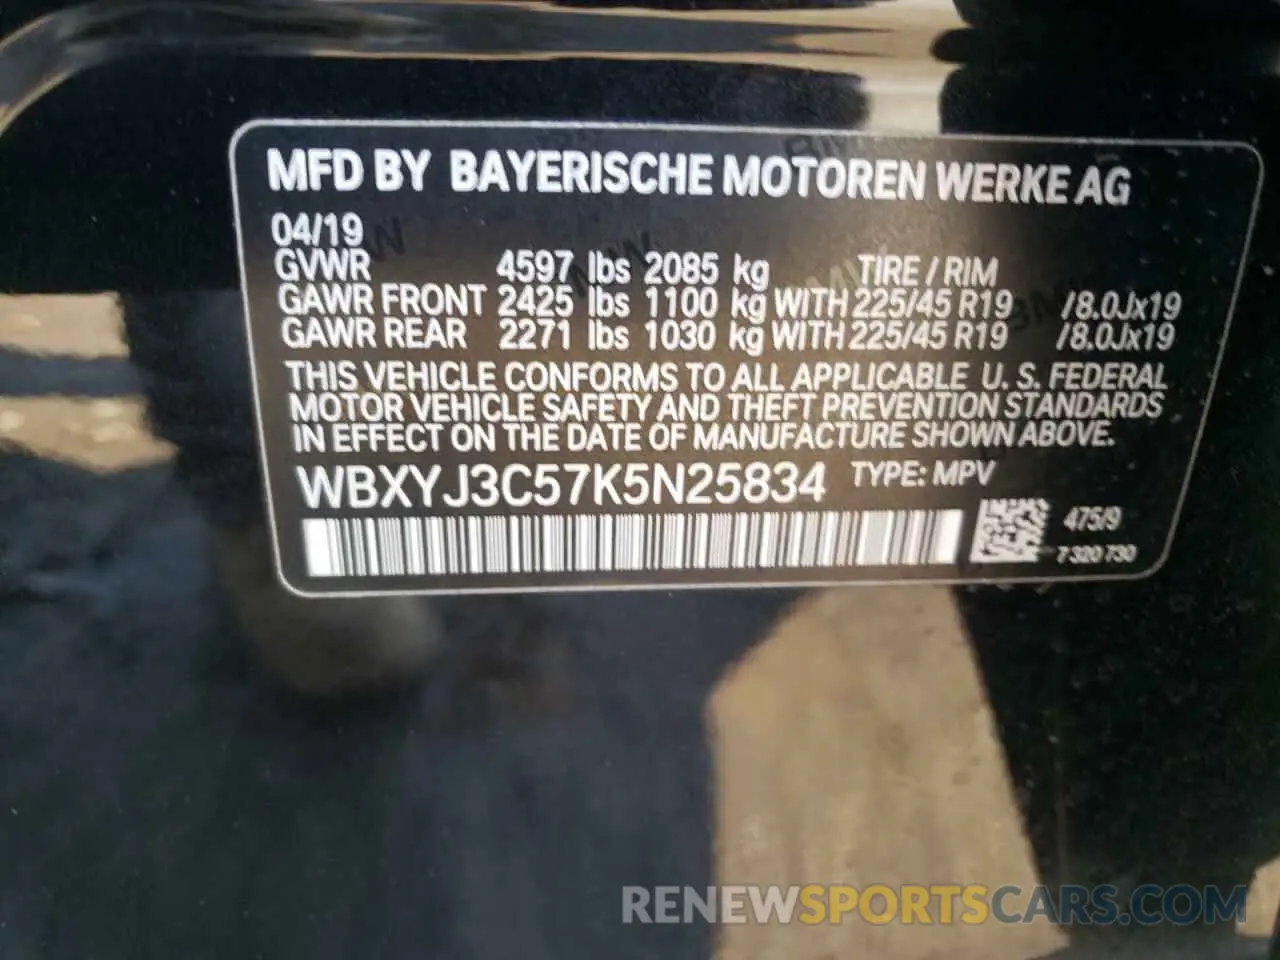 MFD BY BAYERISCHE MOTOREN WERKE AG
04/19
GVWR 4597 lbs 2085 kg TIRE / RIM
GAWR FRONT 2425 lbs 1100 kg WITH 225/45 R19 /8.0Jx19
GAWR REAR 2271 lbs 1030 kg WITH 225/45 R19 /8.0Jx19
THIS VEHICLE CONFORMS TO ALL APPLICABLE U. S. FEDERAL
MOTOR VEHICLE SAFETY AND THEFT PREVENTION STANDARDS
IN EFFECT ON THE DATE OF MANUFACTURE SHOWN ABOVE.
WBXYJ3C57K5N25834 TYPE: MPV
475/9
7 320 730
RENEWSPORTSCARS.COM